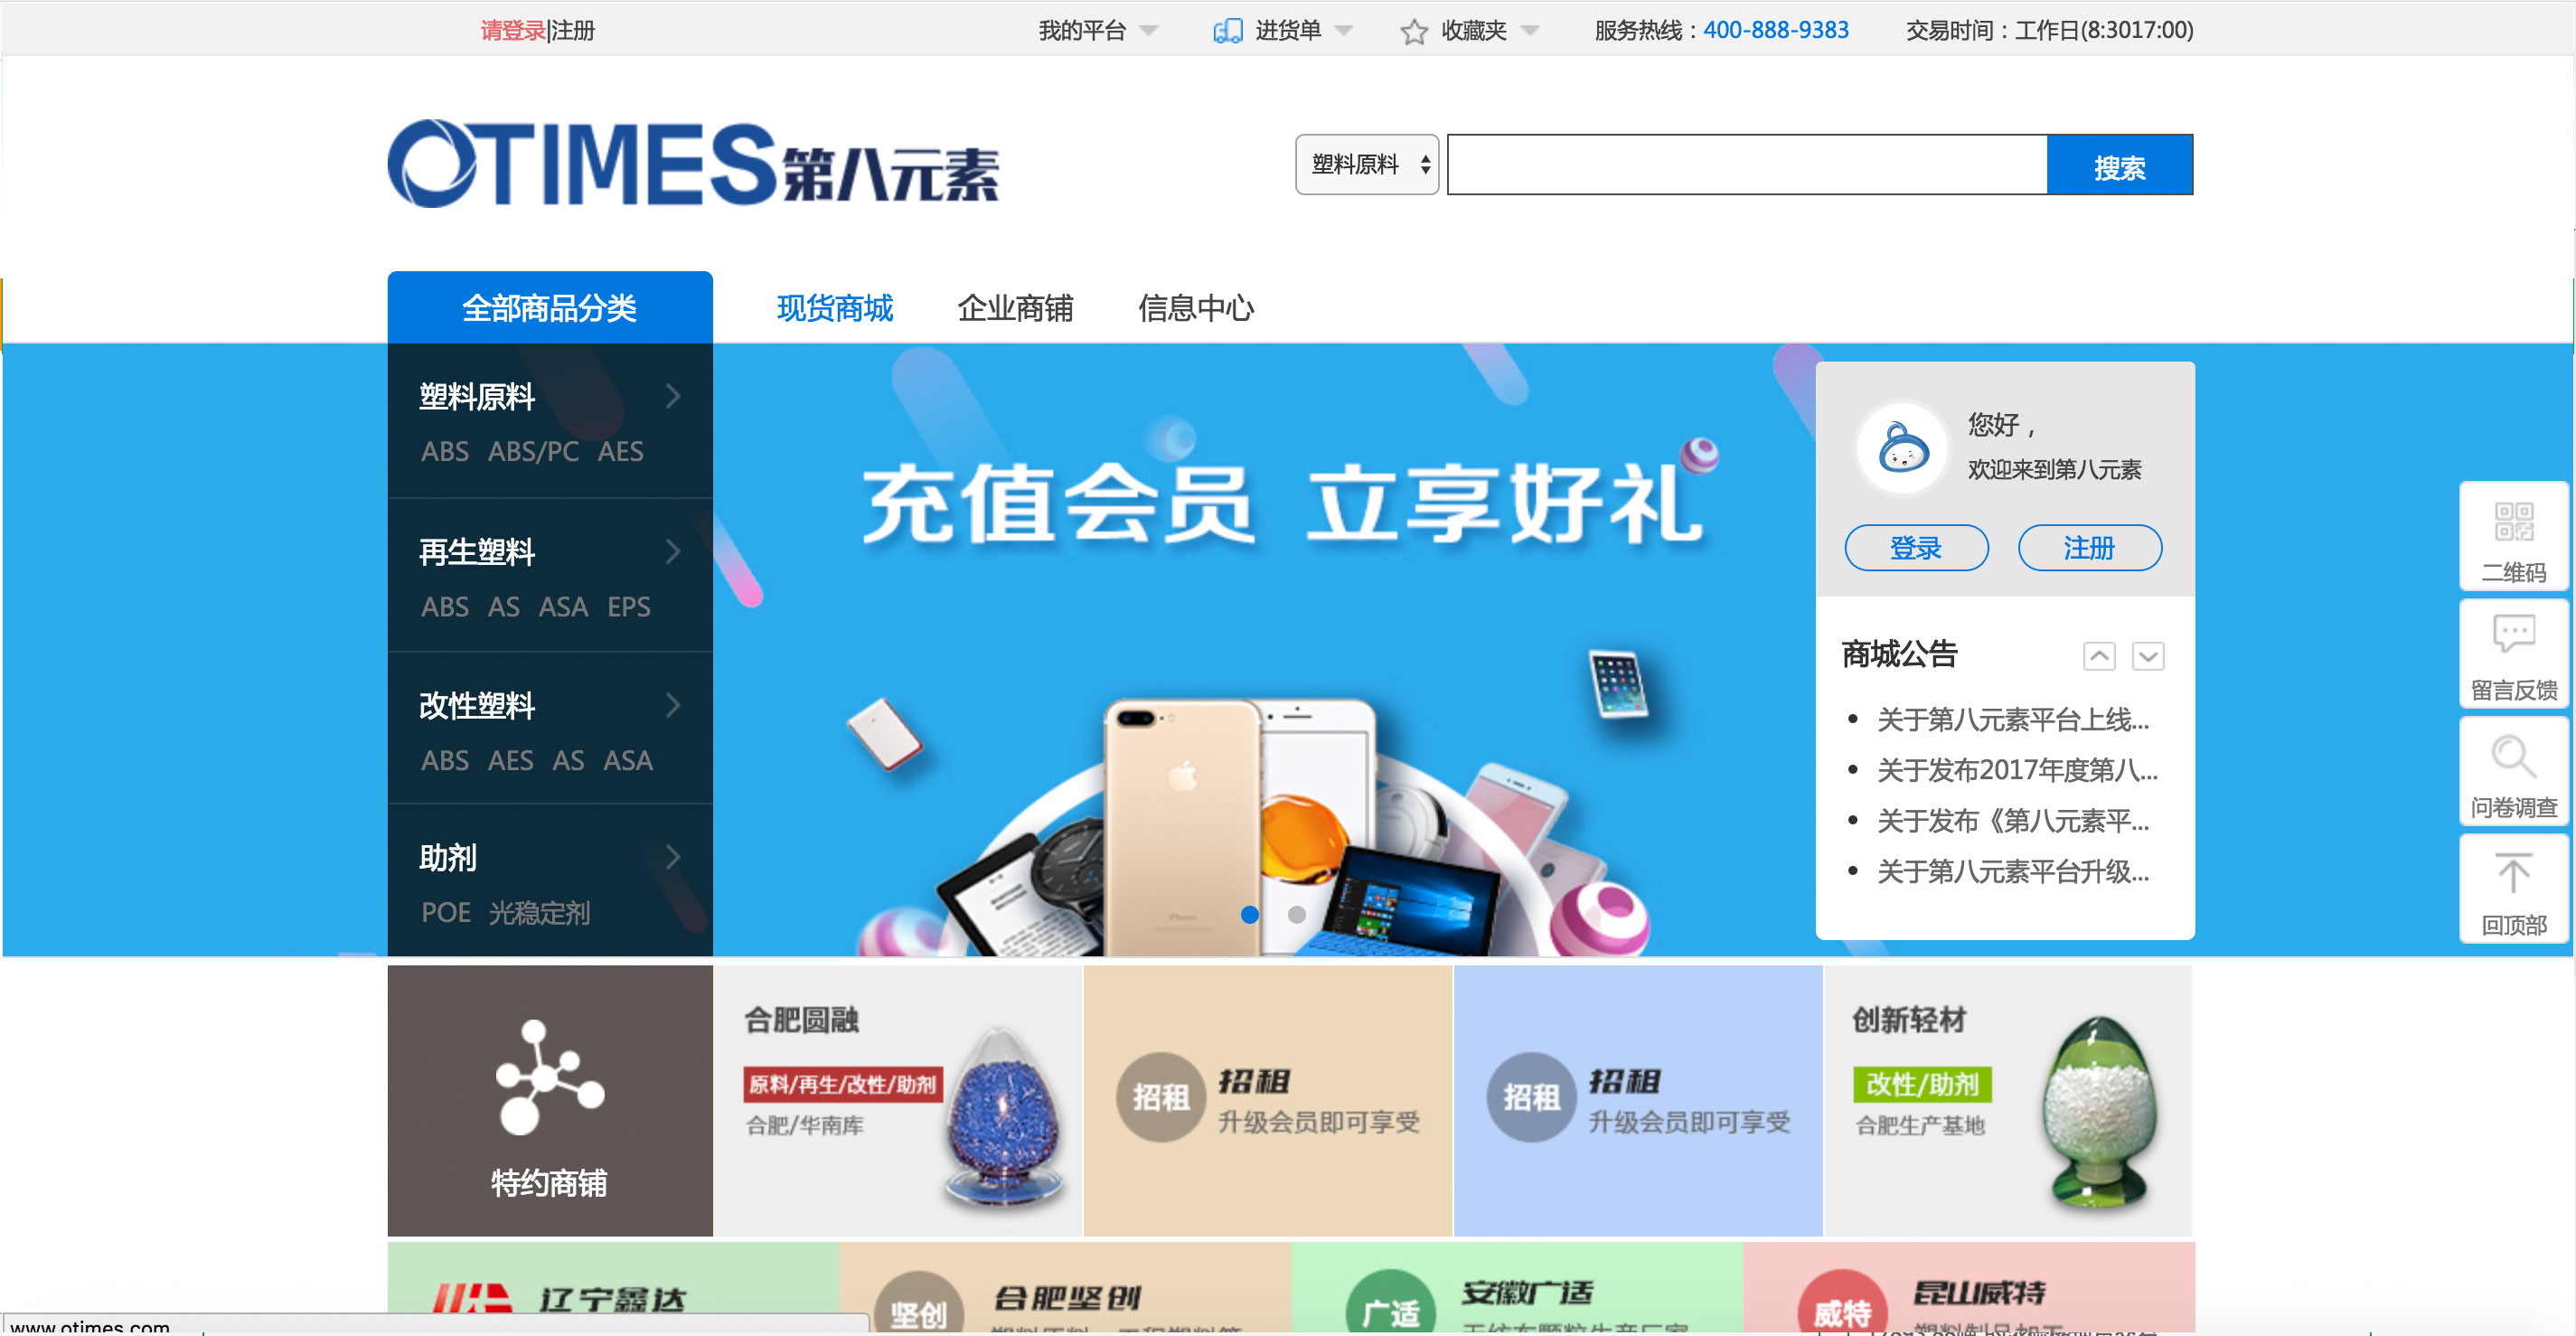 请登录|注册
我的平台
进货单
收藏夹
服务热线：400-888-9383
交易时间：工作日(8:3017:00)
OTIMES第八元素
塑料原料
搜索
全部商品分类
现货商城
企业商铺
信息中心
塑料原料
ABS ABS/PC AES
再生塑料
ABS AS ASA EPS
改性塑料
ABS AES AS ASA
助剂
POE 光稳定剂
充值会员 立享好礼
iPhone
您好，
欢迎来到第八元素
登录
注册
商城公告
关于第八元素平台上线...
关于发布2017年度第八...
关于发布《第八元素平...
关于第八元素平台升级...
二维码
留言反馈
问卷调查
回顶部
特约商铺
合肥圆融
原料/再生/改性/助剂
合肥/华南库
招租
招租
升级会员即可享受
招租
招租
升级会员即可享受
创新轻材
改性/助剂
合肥生产基地
辽宁鑫达
坚创
合肥坚创
广适
安徽广适
威特
昆山威特
www.otimes.com